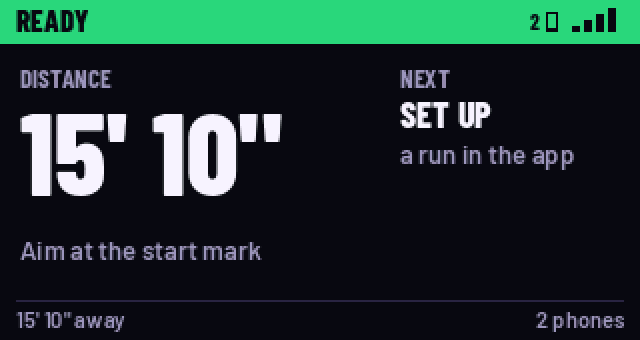 READY
2
DISTANCE
15' 10"
Aim at the start mark
NEXT
SET UP
a run in the app
15' 10" away
2 phones